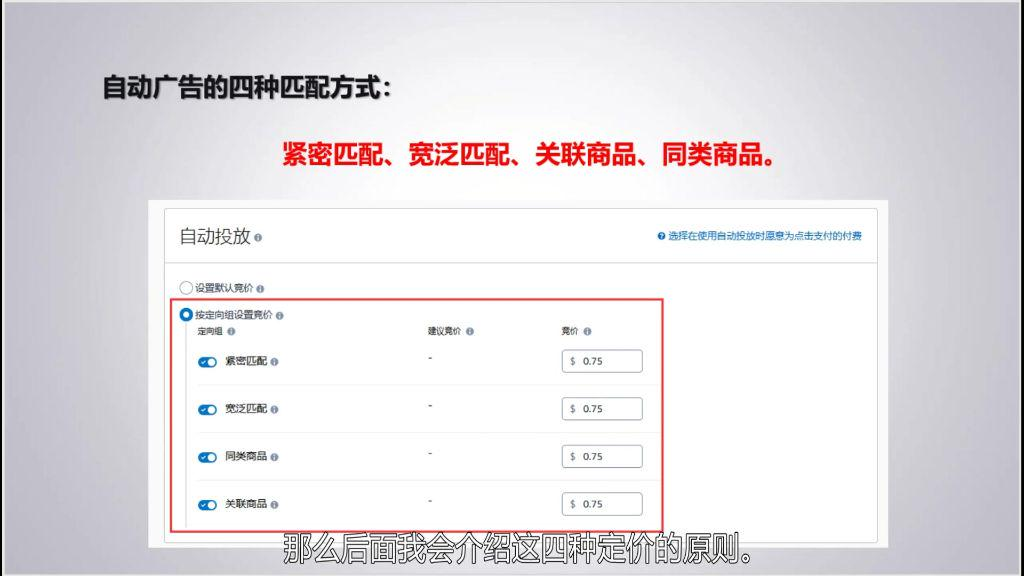 自动广告的四种匹配方式：
紧密匹配、宽泛匹配、关联商品、同类商品。
自动投放
选择在使用自动投放时愿意为点击支付的付费
设置默认竞价
按定向组设置竞价
定向组 建议竞价 竞价
紧密匹配 - $ 0.75
宽泛匹配 - $ 0.75
同类商品 - $ 0.75
关联商品 - $ 0.75
那么后面我会介绍这四种定价的原则。